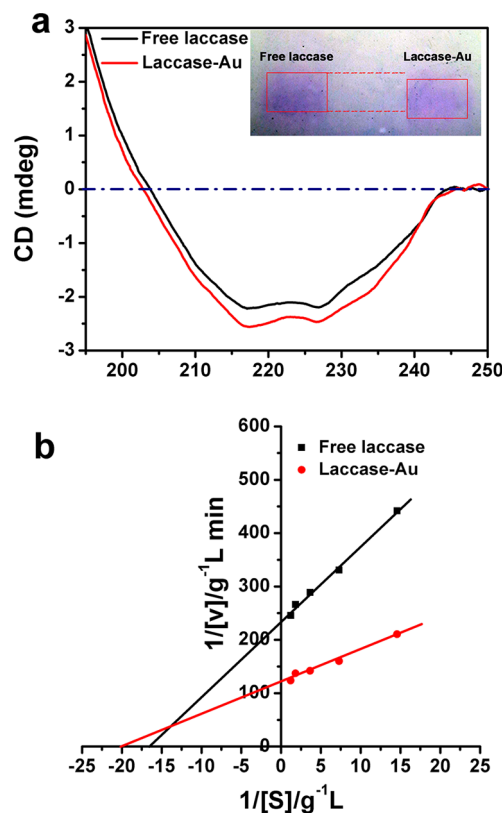 a
Free laccase
Laccase-Au
Free laccase
Laccase-Au
CD (mdeg)
3
2
1
0
-1
-2
-3
200 210 220 230 240 250
b
Free laccase
Laccase-Au
1/[v]/g⁻¹L min
600
500
400
300
200
100
0
-25 -20 -15 -10 -5 0 5 10 15 20 25
1/[S]/g⁻¹L